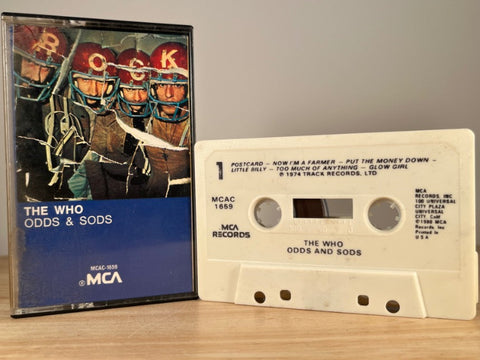 ROCK
THE WHO
ODDS & SODS
MCAC-1659
MCA
1
POSTCARD – NOW I'M A FARMER – PUT THE MONEY DOWN –
LITTLE BILLY – TOO MUCH OF ANYTHING – GLOW GIRL
℗ 1974 TRACK RECORDS, LTD
MCAC
1659
MCA
RECORDS
MCA
RECORDS, INC
100 UNIVERSAL
CITY PLAZA
UNIVERSAL
CITY, Calif
©1980 MCA
Records, Inc
Printed in
U S A
THE WHO
ODDS AND SODS